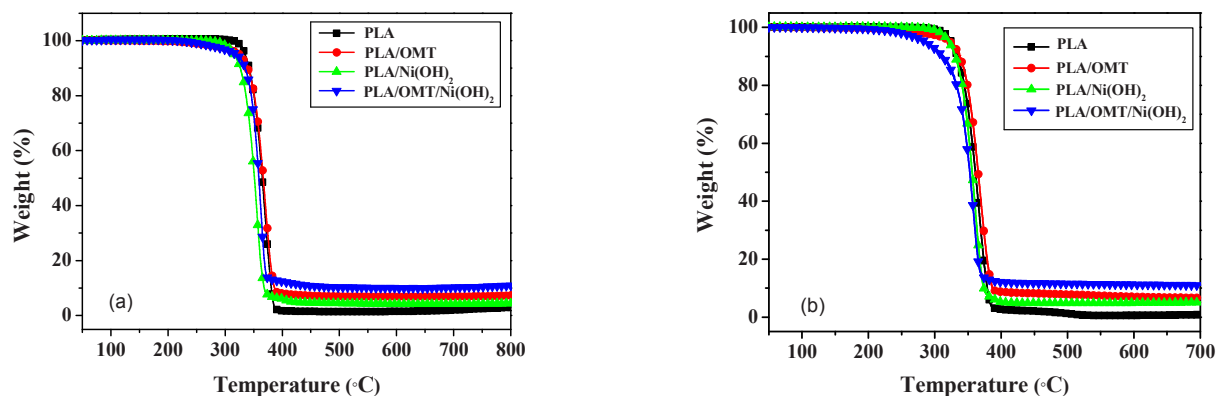 100
80
60
40
20
0
Weight (%)
PLA
PLA/OMT
PLA/Ni(OH)₂
PLA/OMT/Ni(OH)₂
(a)
100 200 300 400 500 600 700 800
Temperature (◦C)
100
80
60
40
20
0
Weight (%)
PLA
PLA/OMT
PLA/Ni(OH)₂
PLA/OMT/Ni(OH)₂
(b)
100 200 300 400 500 600 700
Temperature (◦C)